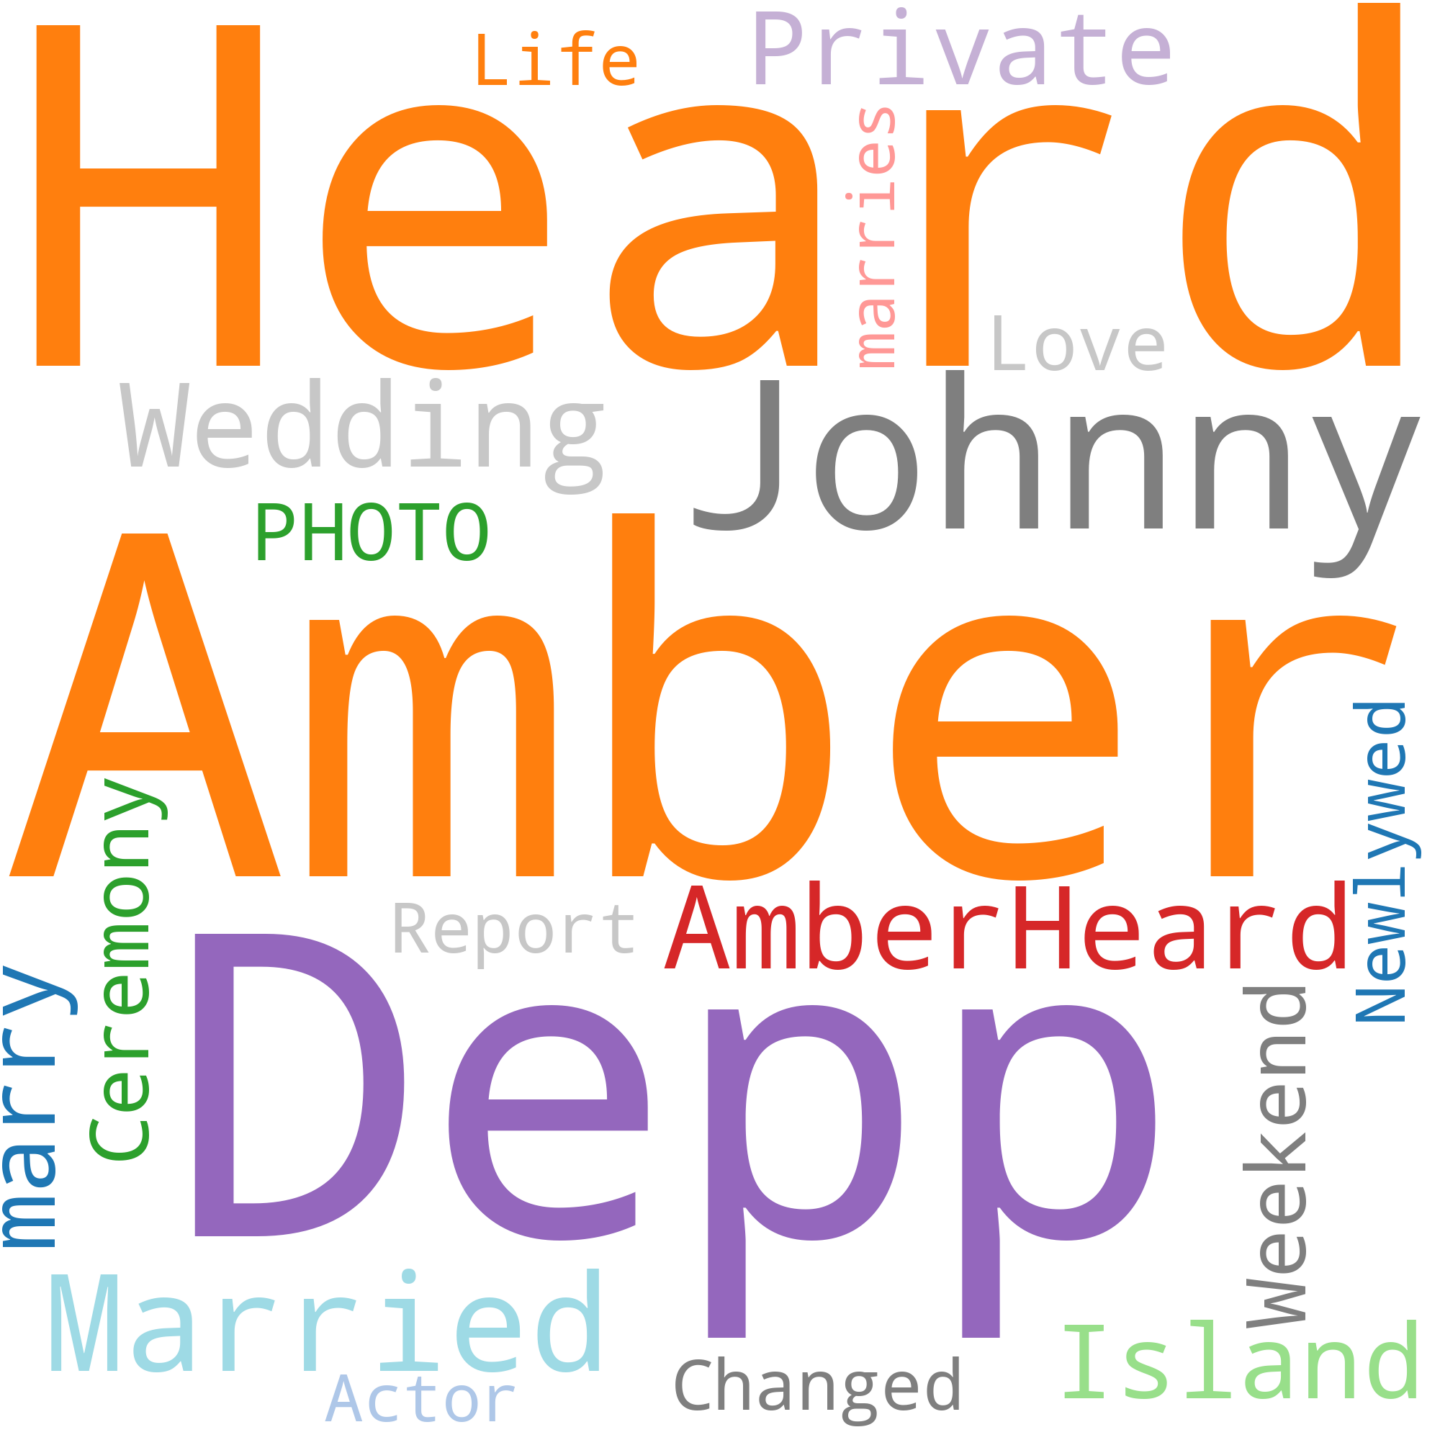 Life
Private
Heard
marries
Love
Wedding
Johnny
PHOTO
Amber
Newlywed
Ceremony
Report
AmberHeard
marry
Depp
Weekend
Married
Island
Changed
Actor